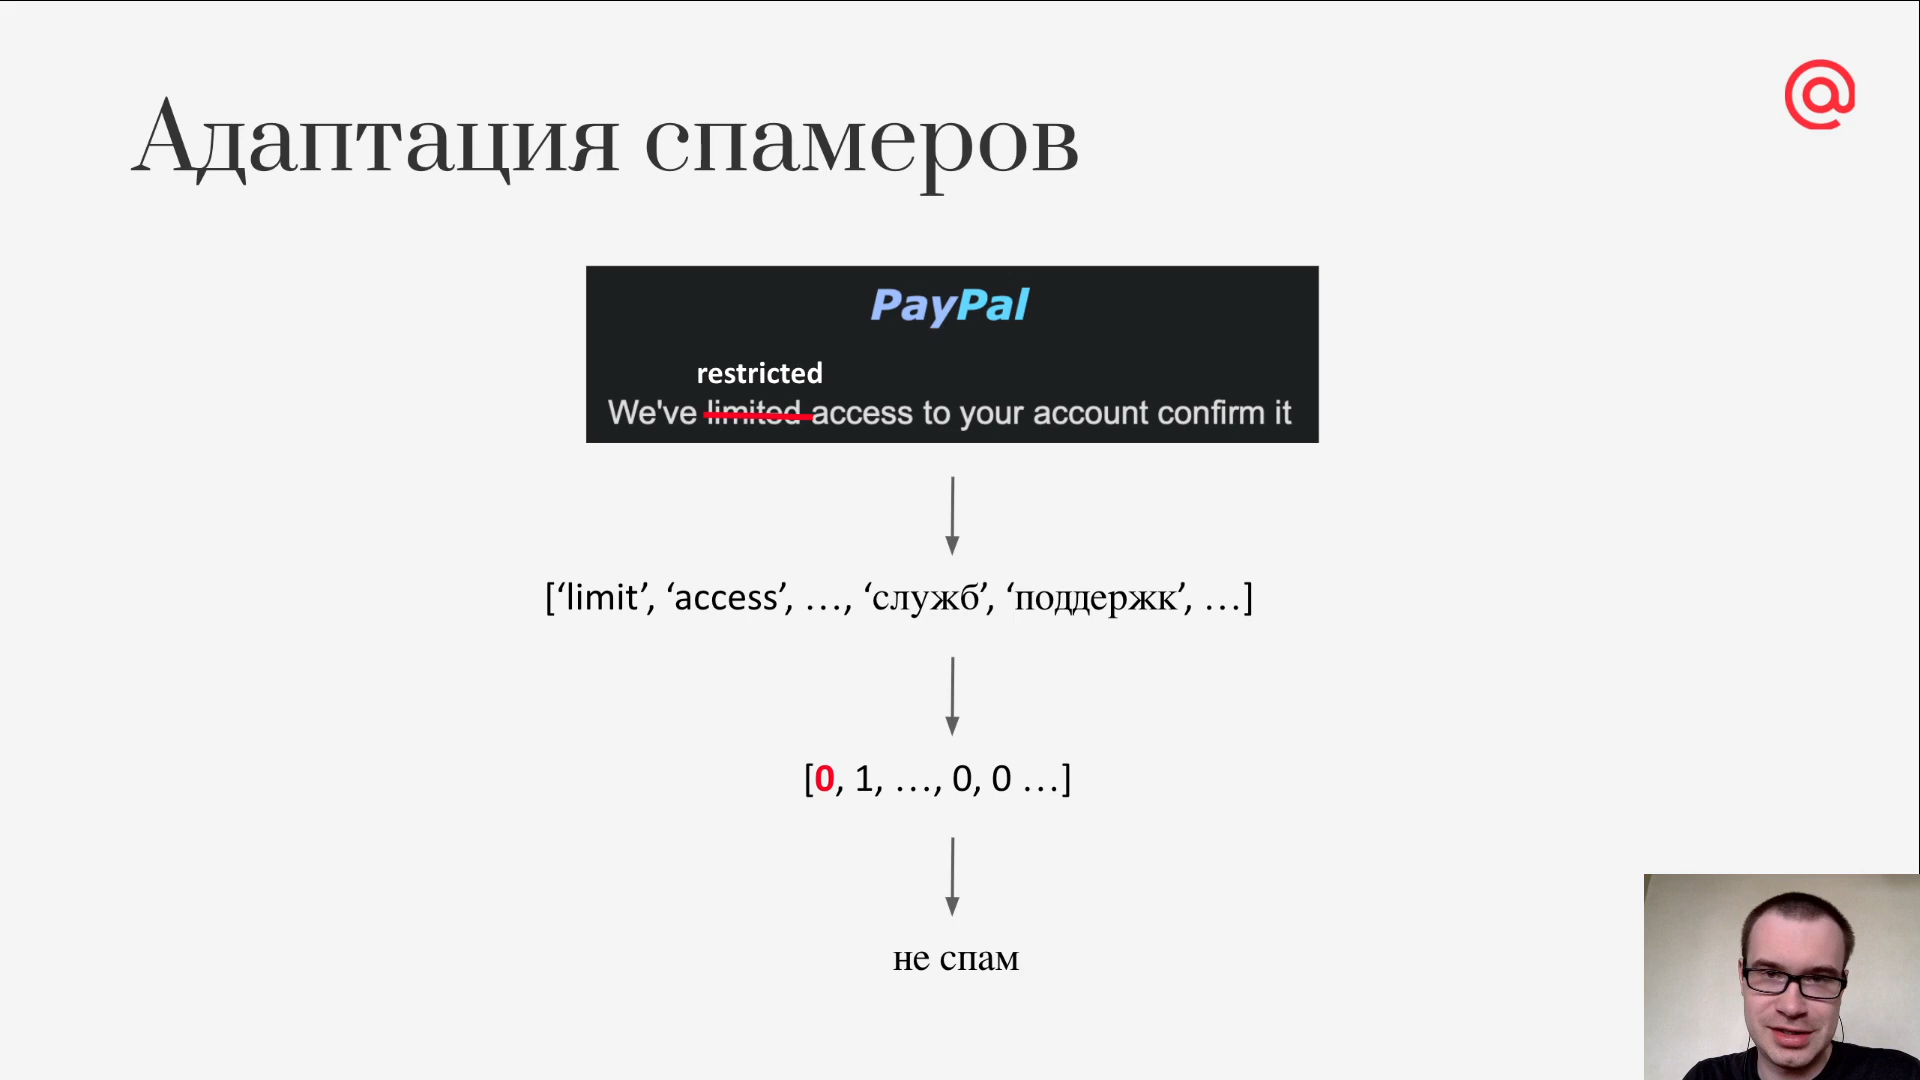 Адаптация спамеров
@
PayPal
restricted
We've limited access to your account confirm it
[‘limit’, ‘access’, …, ‘служб’, ‘поддержк’, …]
[0, 1, …, 0, 0 …]
не спам